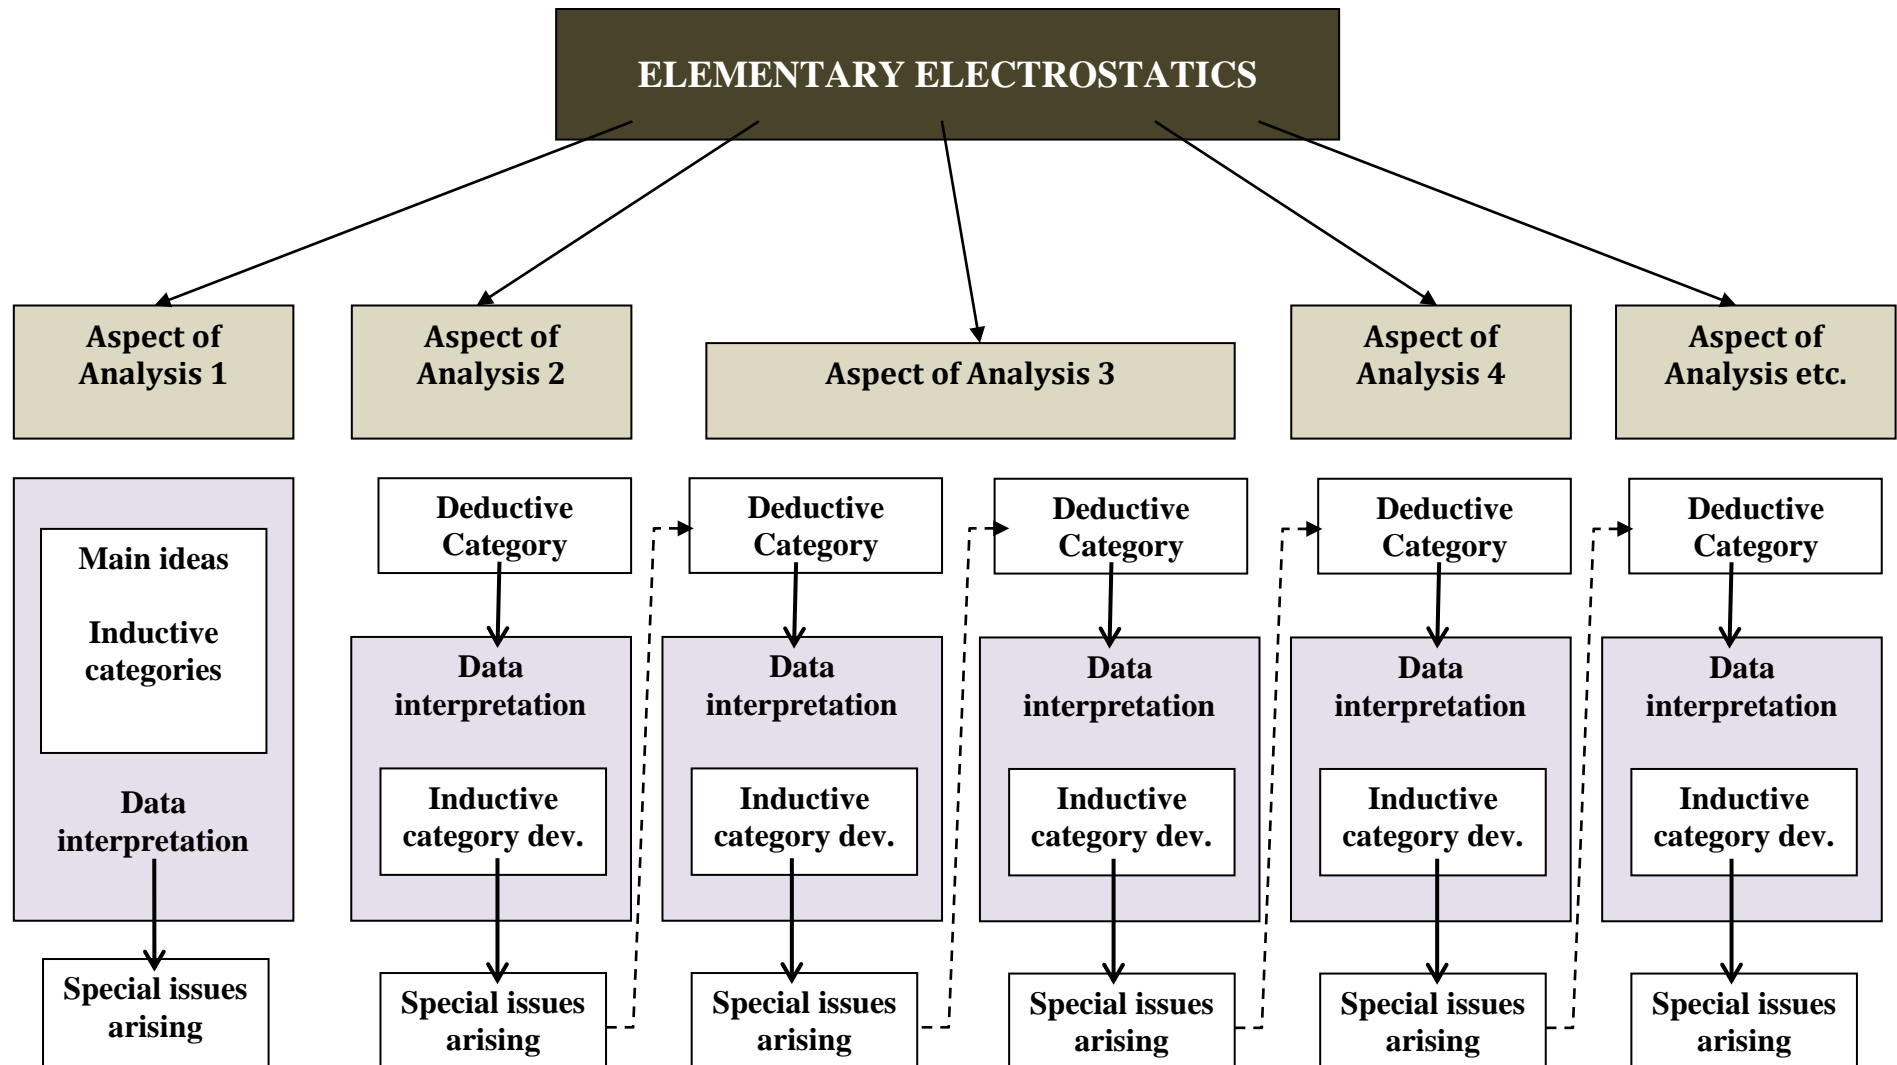 ELEMENTARY ELECTROSTATICS
Aspect of
Analysis 1
Aspect of
Analysis 2
Aspect of Analysis 3
Aspect of
Analysis 4
Aspect of
Analysis etc.
Main ideas
Inductive
categories
Data
interpretation
Special issues
arising
Deductive
Category
Data
interpretation
Inductive
category dev.
Special issues
arising
Deductive
Category
Data
interpretation
Inductive
category dev.
Special issues
arising
Deductive
Category
Data
interpretation
Inductive
category dev.
Special issues
arising
Deductive
Category
Data
interpretation
Inductive
category dev.
Special issues
arising
Deductive
Category
Data
interpretation
Inductive
category dev.
Special issues
arising